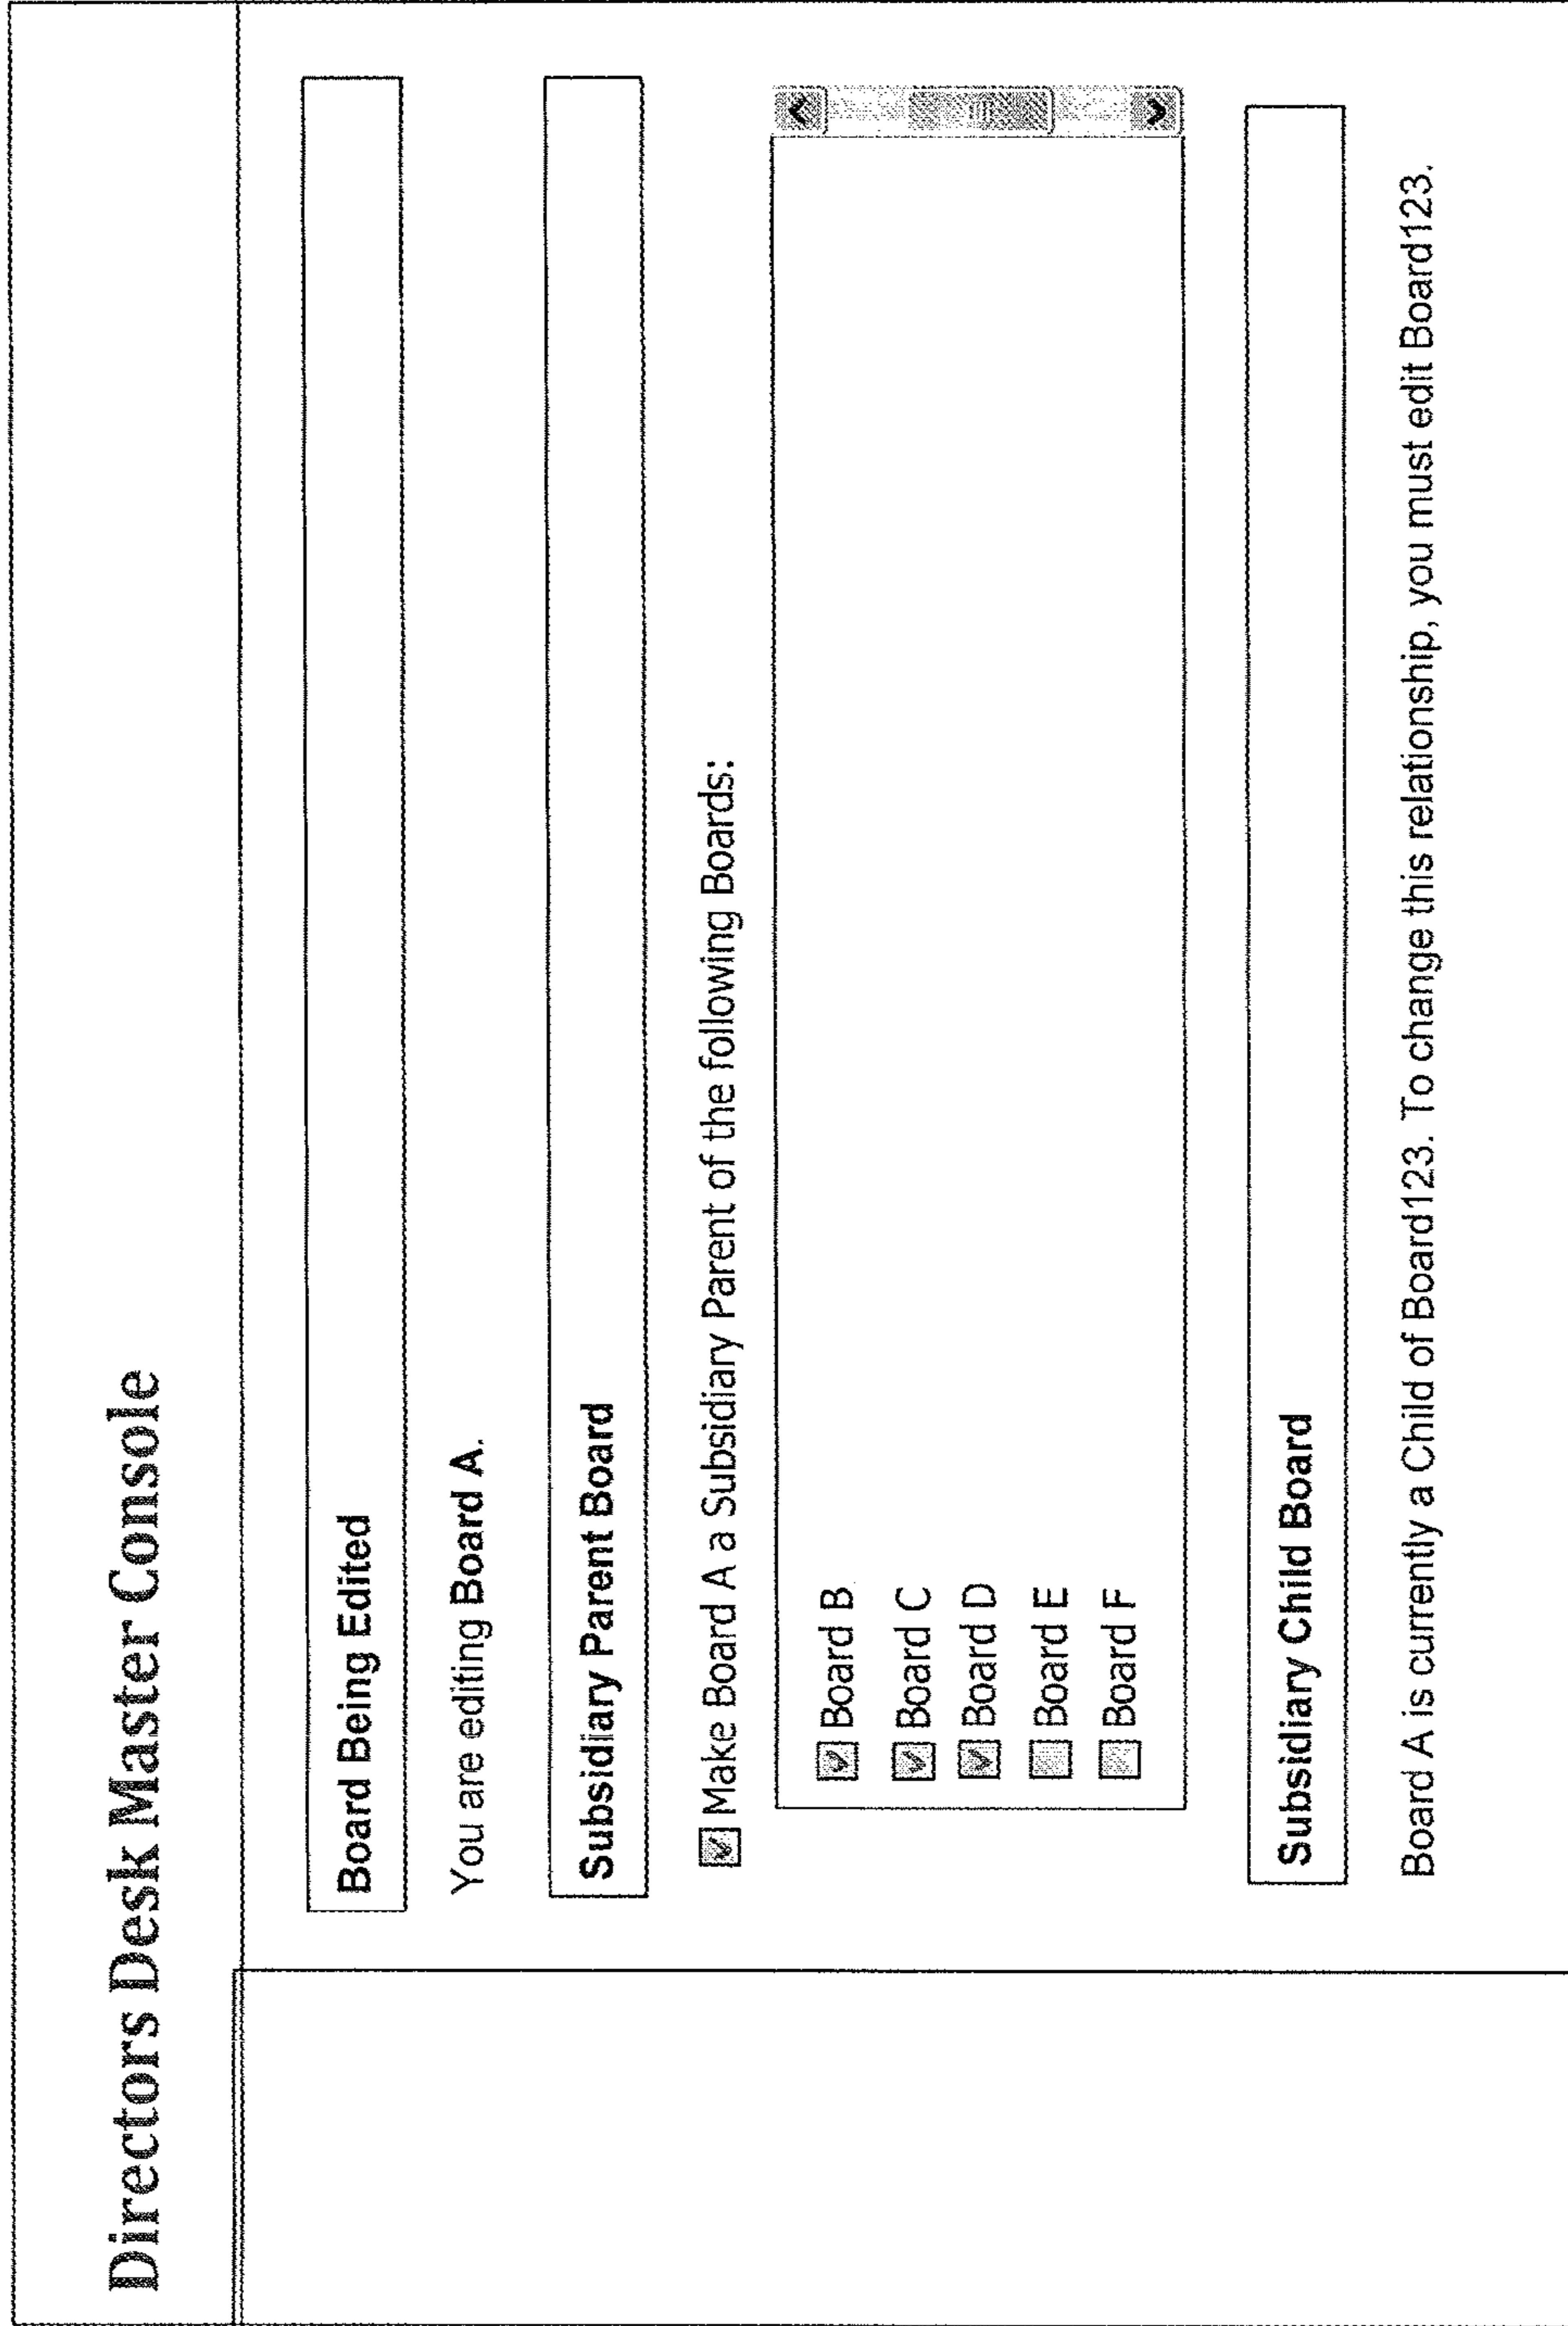 Directors Desk Master Console
Board Being Edited
You are editing Board A.
Subsidiary Parent Board
Make Board A a Subsidiary Parent of the following Boards:
Board B
Board C
Board D
Board E
Board F
Subsidiary Child Board
Board A is currently a Child of Board123. To change this relationship, you must edit Board123.